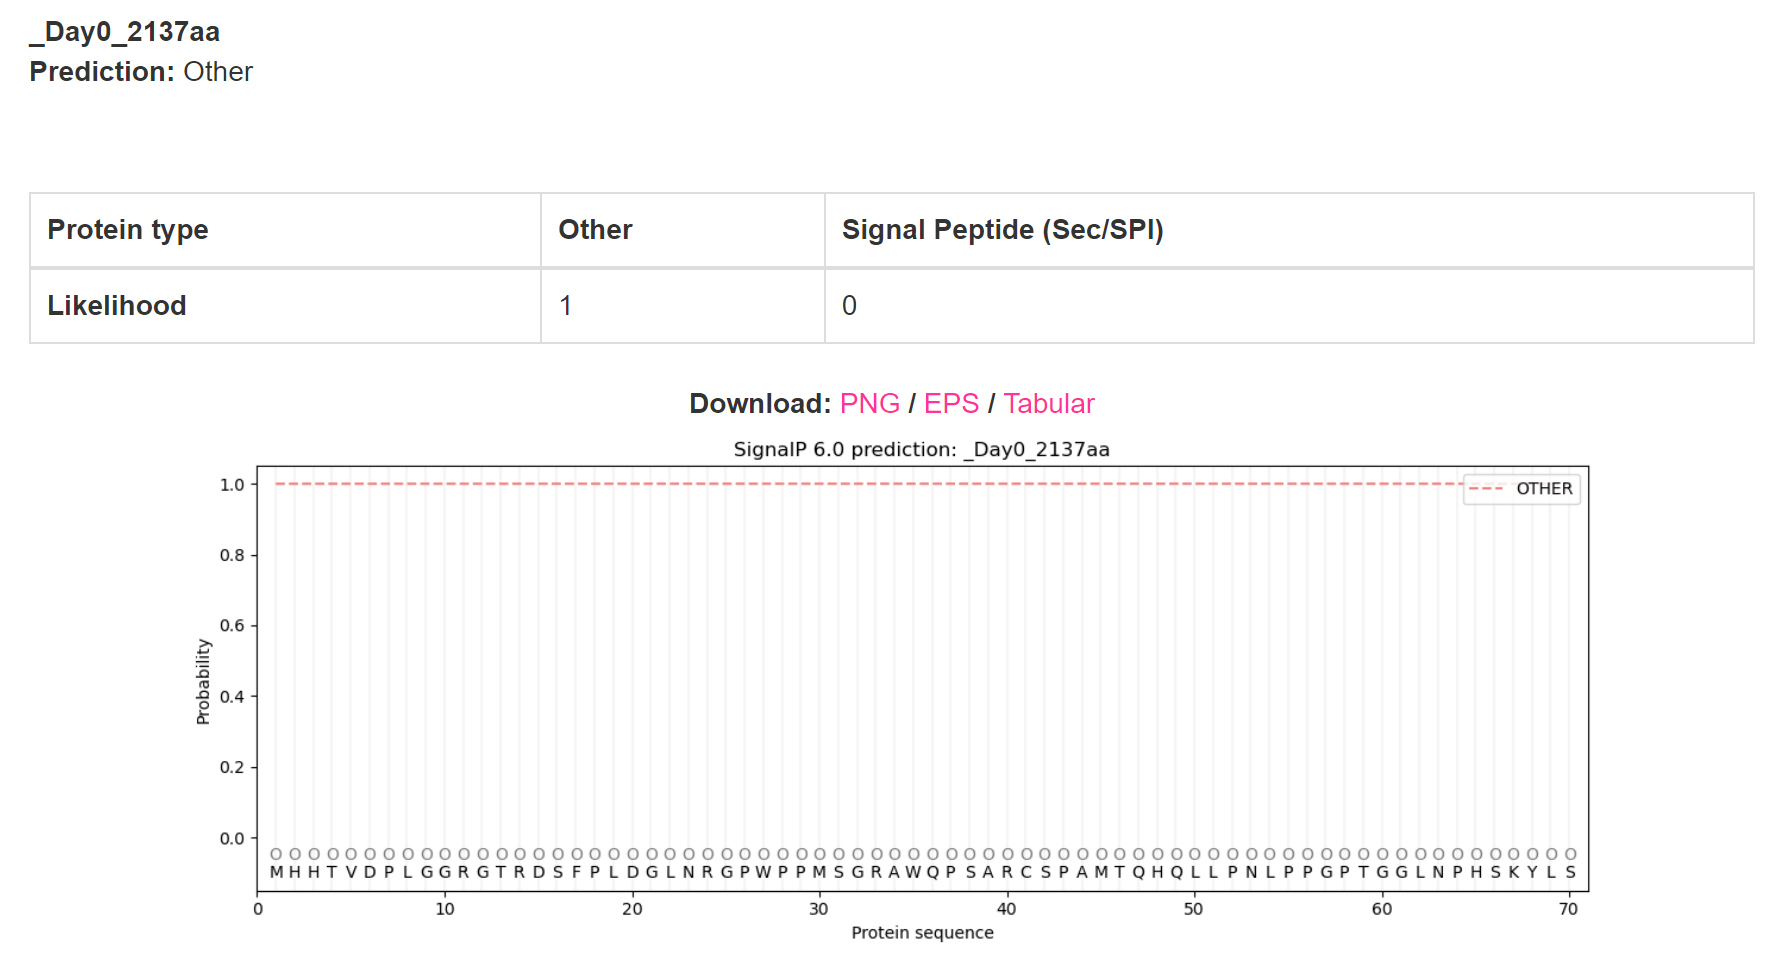 _Day0_2137aa
Prediction: Other
Protein type Other Signal Peptide (Sec/SPI)
Likelihood 1 0
Download: PNG / EPS / Tabular
SignalP 6.0 prediction: _Day0_2137aa
OTHER
1.0
0.8
0.6
0.4
0.2
0.0
Probability
O O O O O O O O O O O O O O O O O O O O O O O O O O O O O O O O O O O O O O O O O O O O O O O O O O O O O O O O O O O O O O O O O O O O O O
M H H T V D P L G G R G T R D S F P L D G L N R G P W P P M S G R A W Q P S A R C S P A M T Q H Q L L P N L P P G P T G G L N P H S K Y L S
0 10 20 30 40 50 60 70
Protein sequence